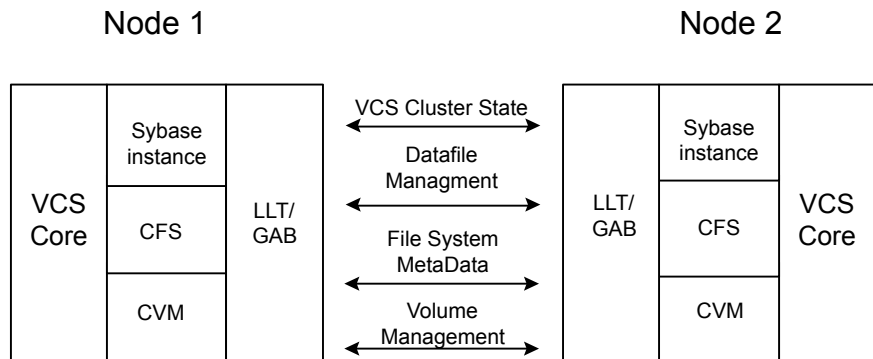 Node 1
Node 2
VCS
Core
Sybase
instance
CFS
CVM
LLT/
GAB
VCS Cluster State
Datafile
Managment
File System
MetaData
Volume
Management
LLT/
GAB
Sybase
instance
CFS
CVM
VCS
Core